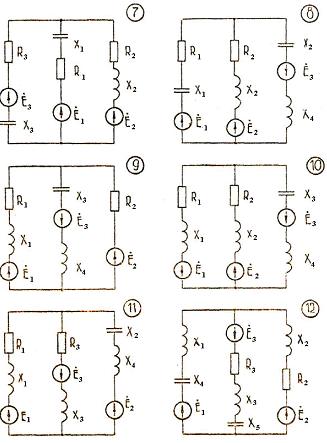 7
R₃ X₁ R₂
R₁ X₂
Ė₃ Ė₁ Ė₂
X₃
8
R₁ R₂ X₂
X₁ X₂ Ė₃
Ė₁ Ė₂ X₄
9
R₁ X₃ R₂
X₁ Ė₃
X₄
Ė₁ Ė₂
10
R₁ R₂ X₃
Ė₃
X₁ X₂ X₄
Ė₁ Ė₂
11
R₁ R₃ X₂
X₄
X₁ Ė₃
E₁ X₃ Ė₂
12
X₁ Ė₃ X₂
X₄ R₃ R₂
X₃
Ė₁ X₅ Ė₂